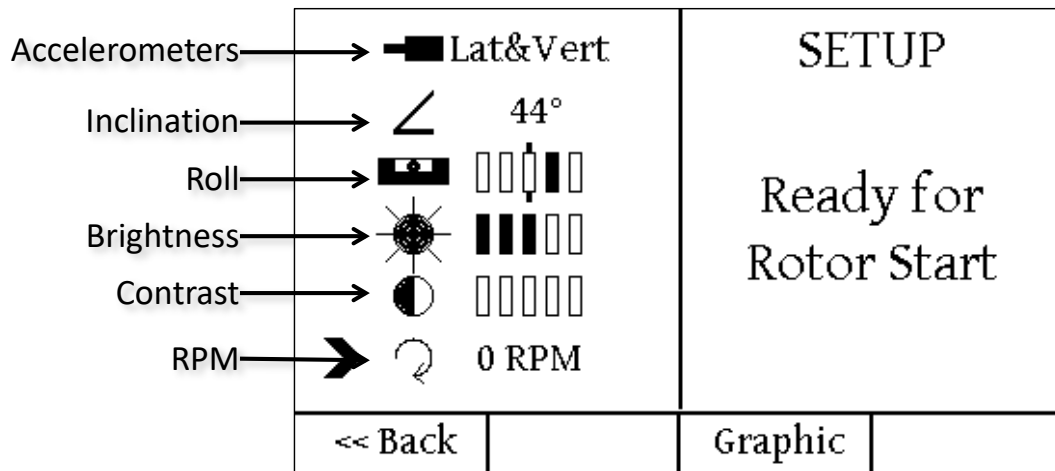 Accelerometers
Lat&Vert
Inclination
44°
Roll
Brightness
Contrast
RPM
0 RPM
SETUP
Ready for
Rotor Start
<< Back
Graphic